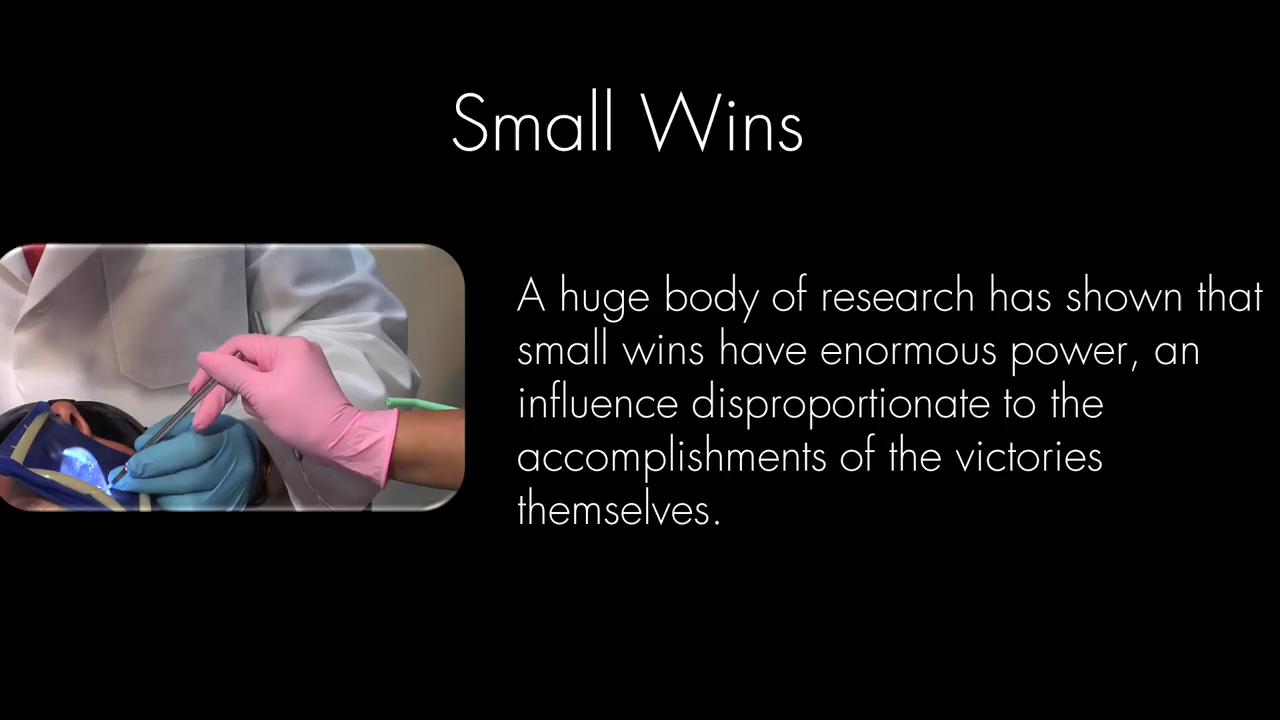 Small Wins
A huge body of research has shown that
small wins have enormous power, an
influence disproportionate to the
accomplishments of the victories
themselves.